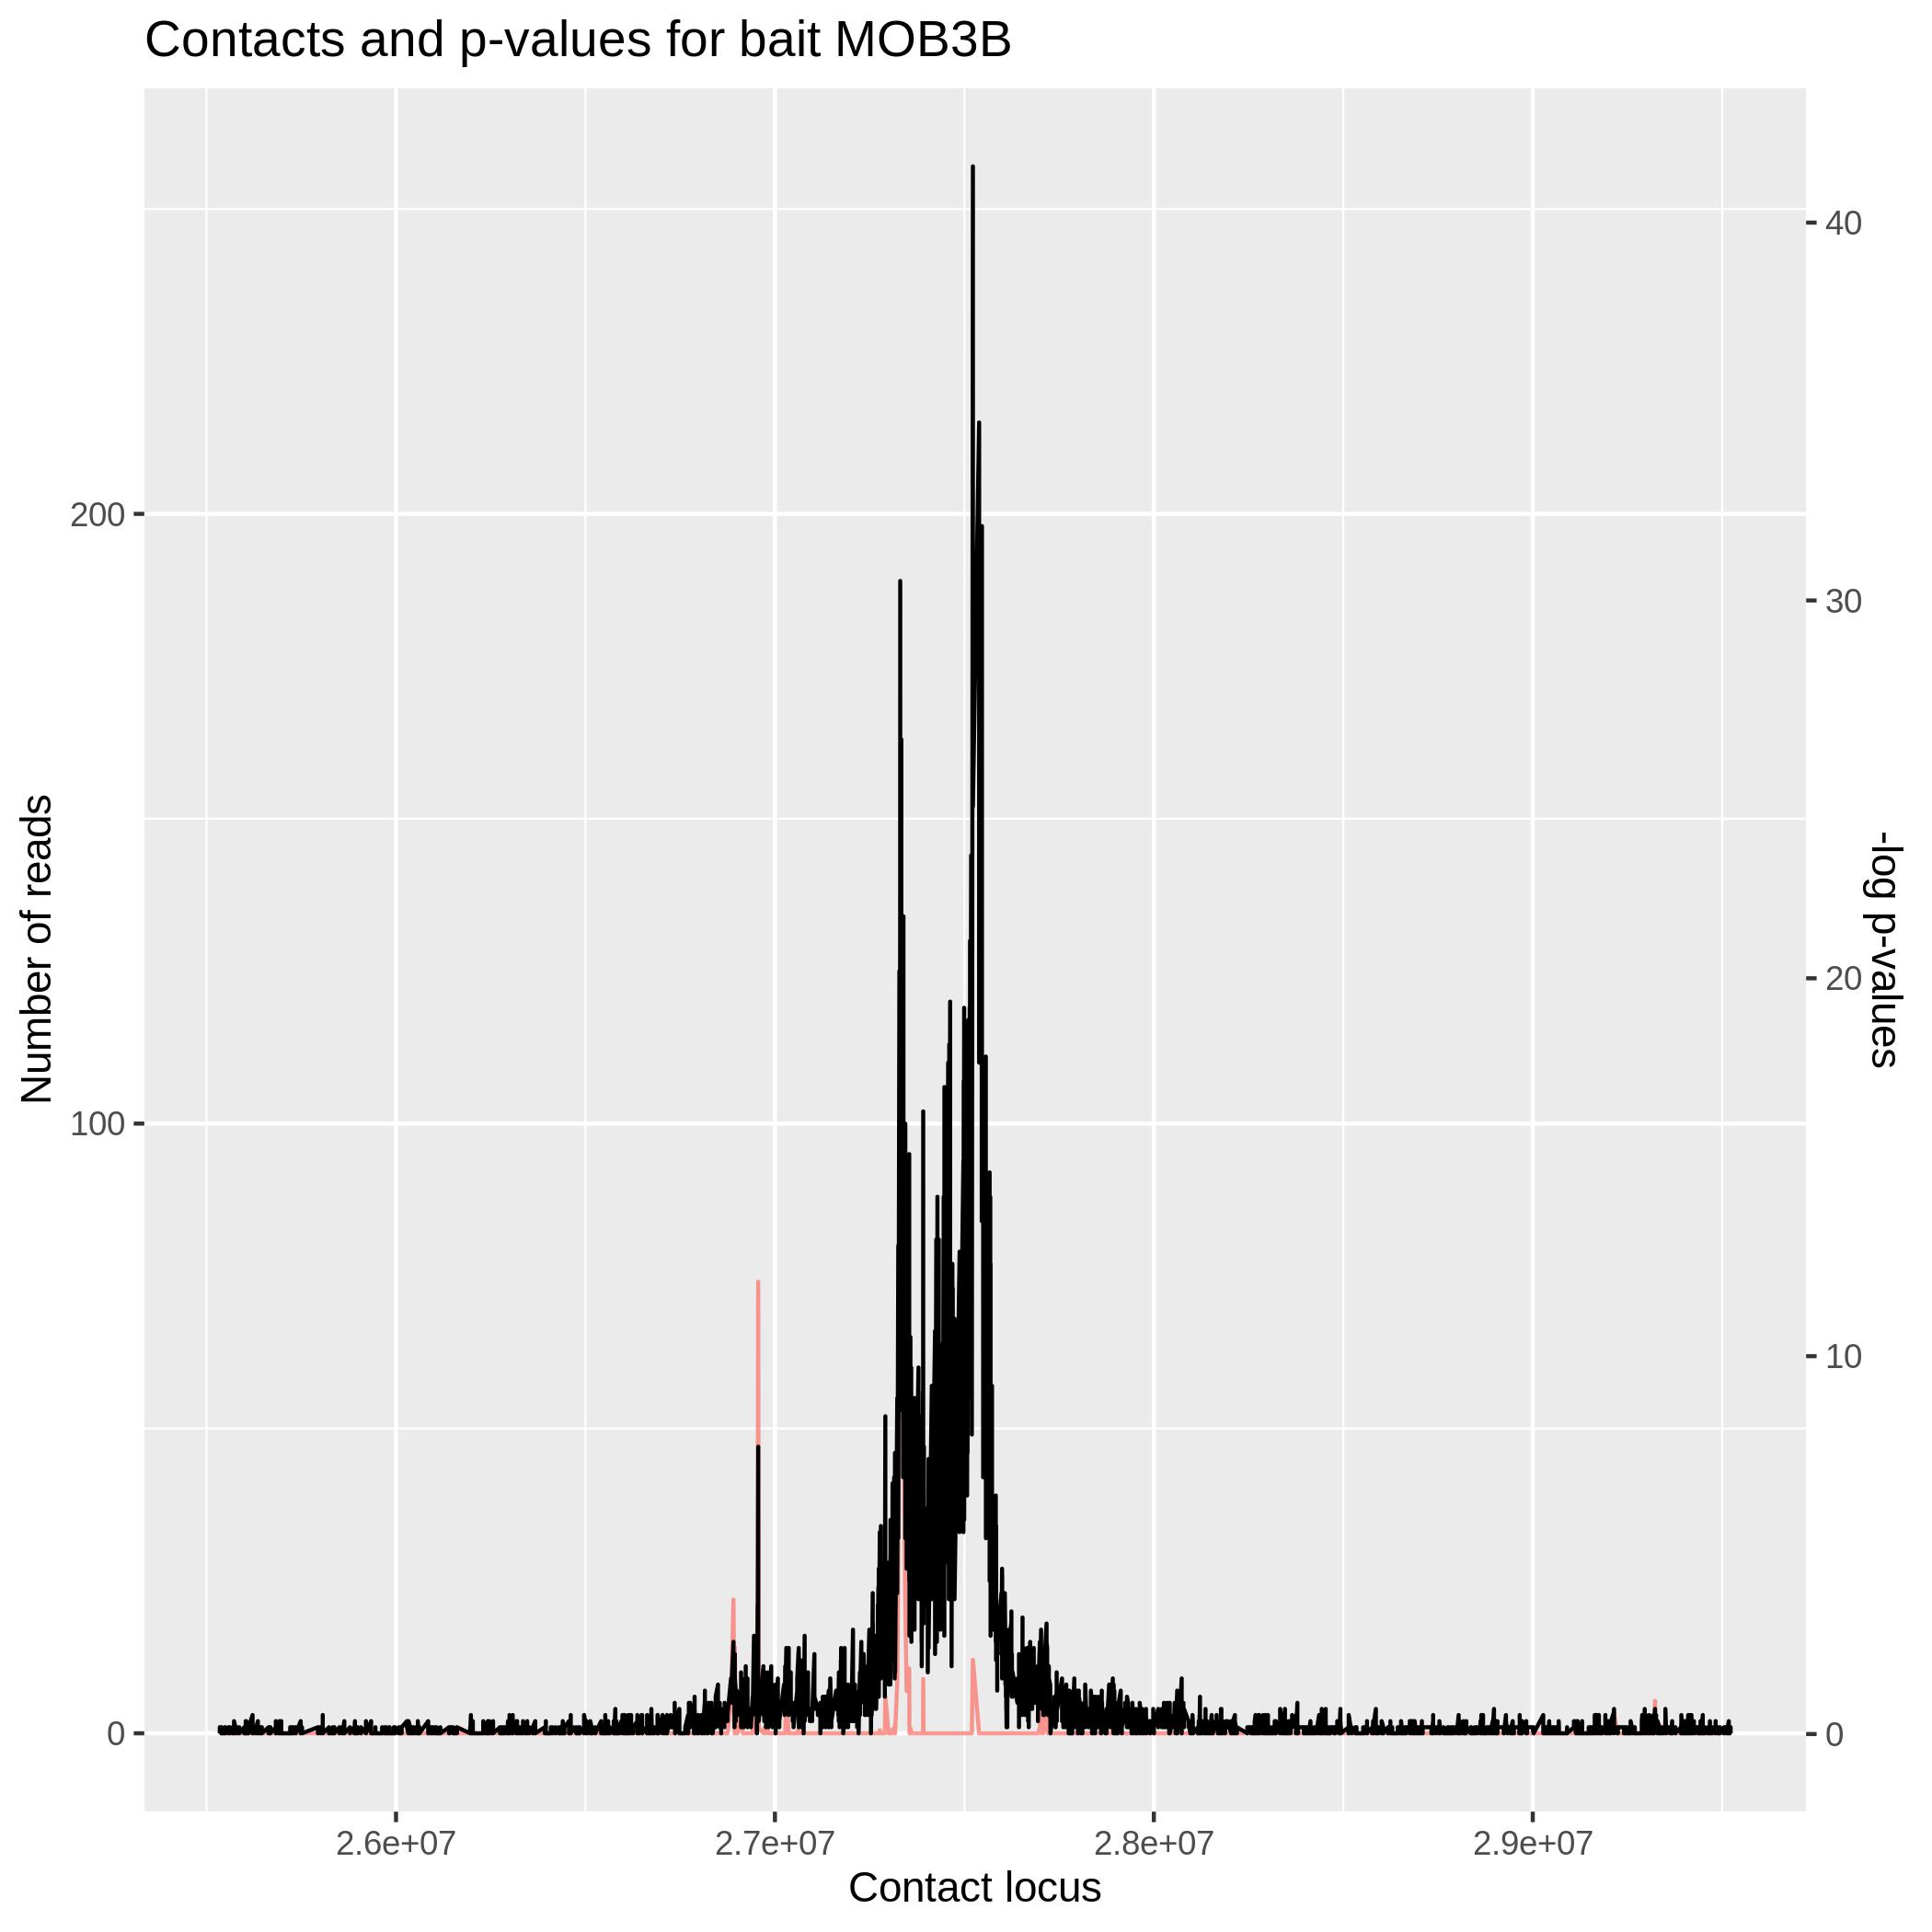 Contacts and p-values for bait MOB3B
Number of reads
200
100
0
40
30
20
10
0
-log p-values
2.6e+07
2.7e+07
2.8e+07
2.9e+07
Contact locus